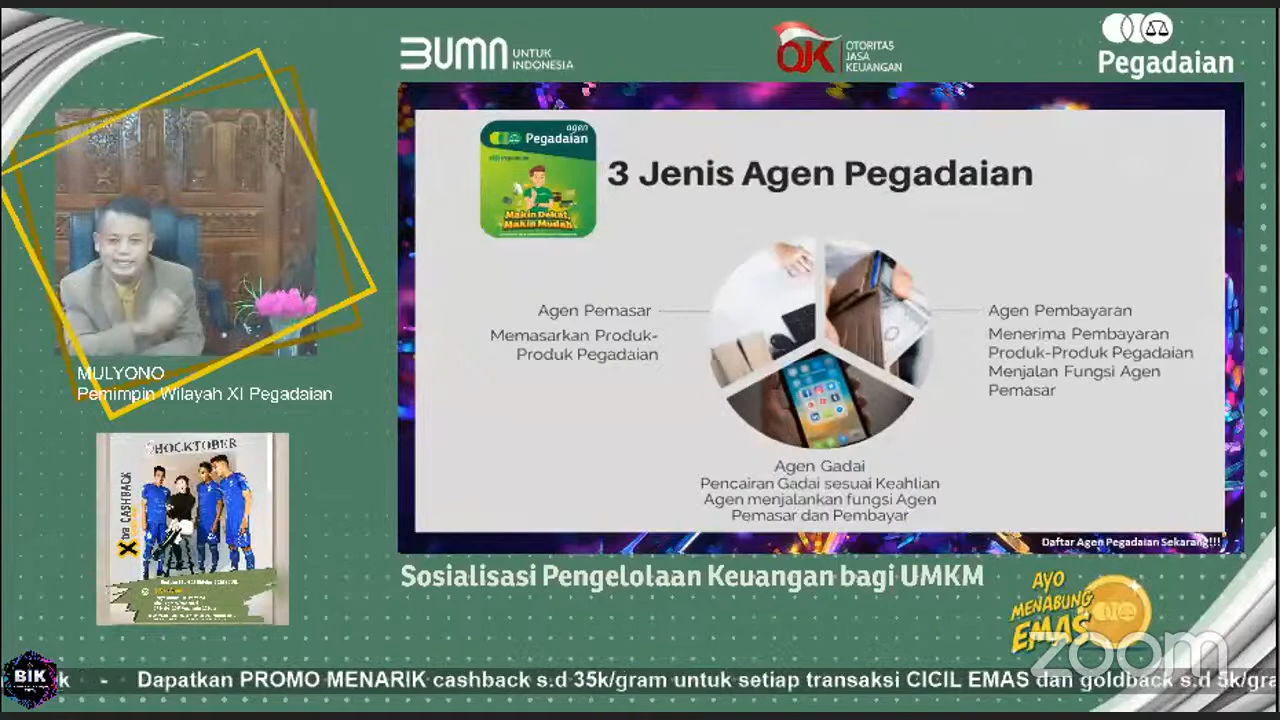 BUMN UNTUK INDONESIA
OJK OTORITAS JASA KEUANGAN
Pegadaian
agen Pegadaian
Makin Dekat,
Makin Mudah
3 Jenis Agen Pegadaian
Agen Pemasar
Memasarkan Produk-
Produk Pegadaian
Agen Pembayaran
Menerima Pembayaran
Produk-Produk Pegadaian
Menjalan Fungsi Agen
Pemasar
Agen Gadai
Pencairan Gadai sesuai Keahlian
Agen menjalankan fungsi Agen
Pemasar dan Pembayar
Daftar Agen Pegadaian Sekarang!!!
MULYONO
Pemimpin Wilayah XI Pegadaian
SHOCKTOBER
Xtra CASHBACK
Sosialisasi Pengelolaan Keuangan bagi UMKM
AYO
MENABUNG
EMAS
zoom
BIK
k - Dapatkan PROMO MENARIK cashback s.d 35k/gram untuk setiap transaksi CICIL EMAS dan goldback s.d 5k/gra